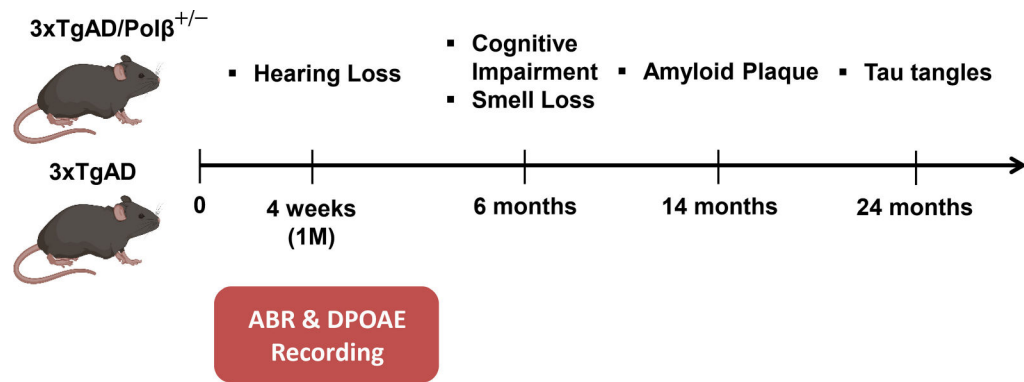 3xTgAD/Polβ+/−
▪ Hearing Loss
▪ Cognitive
Impairment
▪ Smell Loss
▪ Amyloid Plaque
▪ Tau tangles
3xTgAD
0
4 weeks
(1M)
6 months
14 months
24 months
ABR & DPOAE
Recording